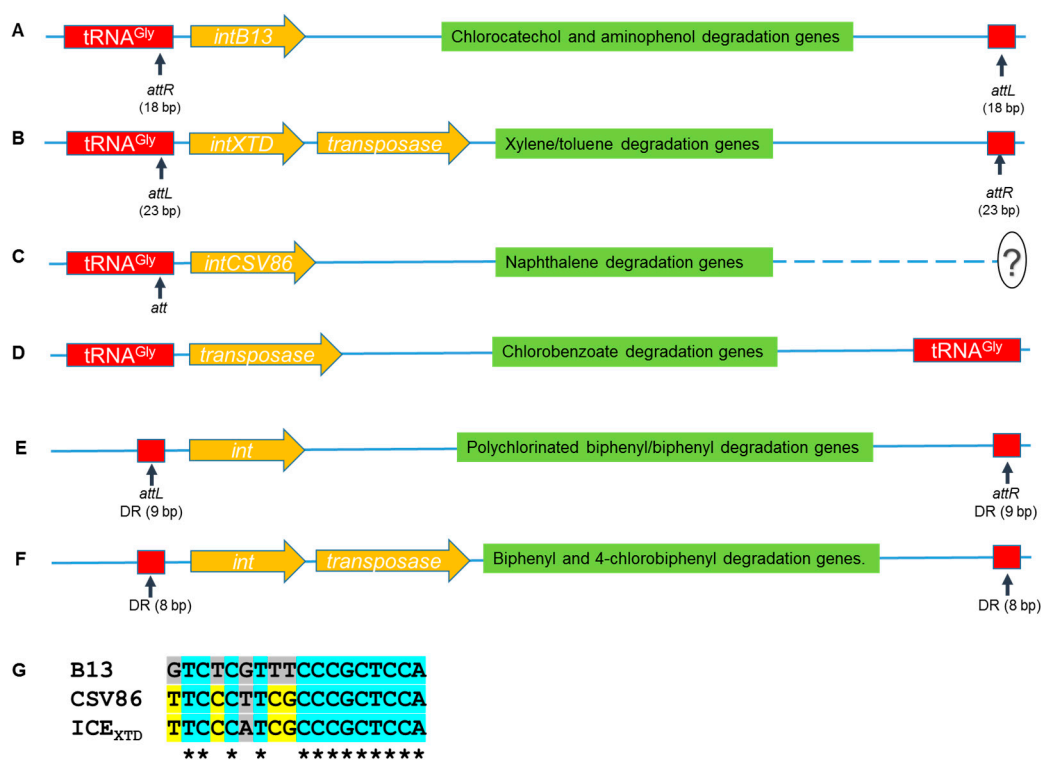 A
tRNAGly
intB13
Chlorocatechol and aminophenol degradation genes
attR
(18 bp)
attL
(18 bp)
B
tRNAGly
intXTD
transposase
Xylene/toluene degradation genes
attL
(23 bp)
attR
(23 bp)
C
tRNAGly
intCSV86
Naphthalene degradation genes
?
att
D
tRNAGly
transposase
Chlorobenzoate degradation genes
tRNAGly
E
int
Polychlorinated biphenyl/biphenyl degradation genes
attL
DR (9 bp)
attR
DR (9 bp)
F
int
transposase
Biphenyl and 4-chlorobiphenyl degradation genes.
DR (8 bp)
DR (8 bp)
G
B13 GTCTCGTTTCCCGCTCCA
CSV86 TTCCCTTCGCCCGCTCCA
ICEXTD TTCCCATCGCCCGCTCCA
** * * *********